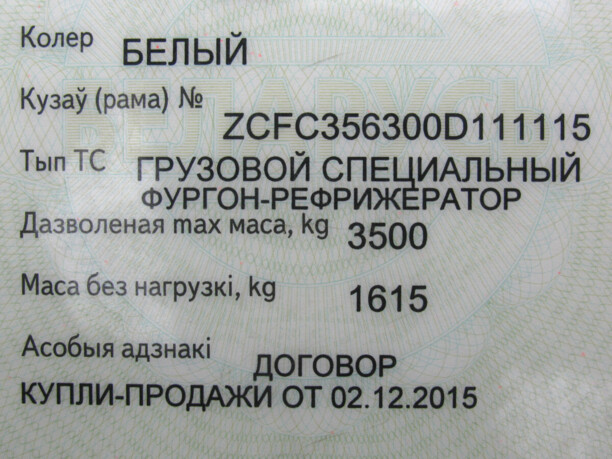 Колер БЕЛЫЙ
Кузаў (рама) №
ZCFC356300D111115
Тып ТС ГРУЗОВОЙ СПЕЦИАЛЬНЫЙ
ФУРГОН-РЕФРИЖЕРАТОР
Дазволеная max маса, kg 3500
Маса без нагрузкі, kg 1615
Асобыя адзнакі
ДОГОВОР
КУПЛИ-ПРОДАЖИ ОТ 02.12.2015